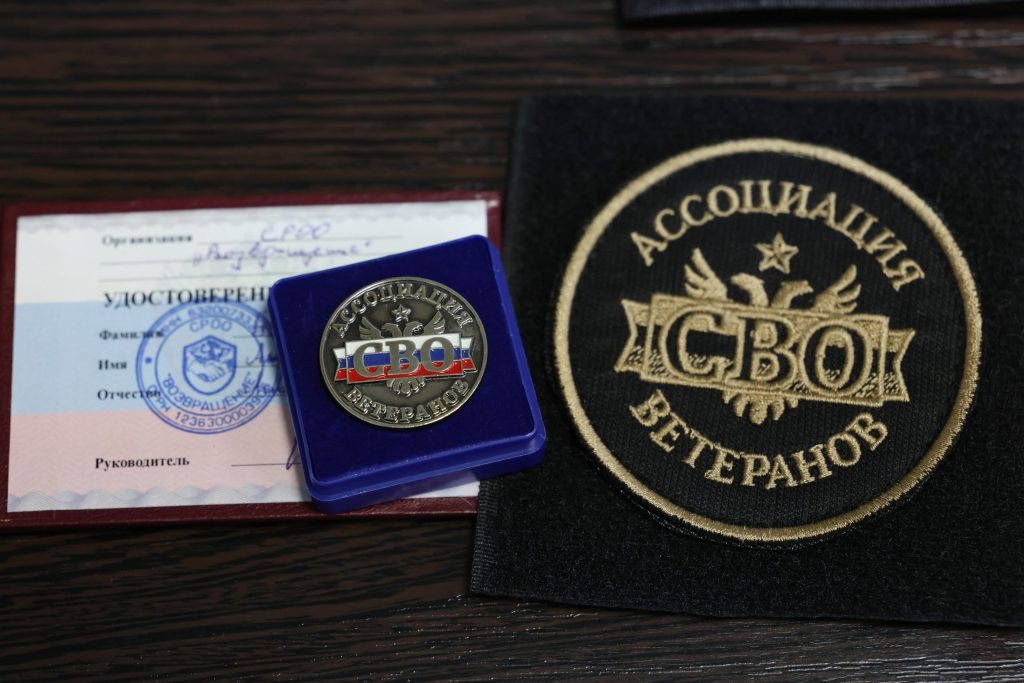 Организация СРОО
"Возвращение"
УДОСТОВЕРЕН
Фамилия
Имя
Отчество
Руководитель
СРОО
"ВОЗВРАЩЕНИЕ"
АССОЦИАЦИЯ
СВО
ВЕТЕРАНОВ
АССОЦИАЦИЯ
СВО
ВЕТЕРАНОВ